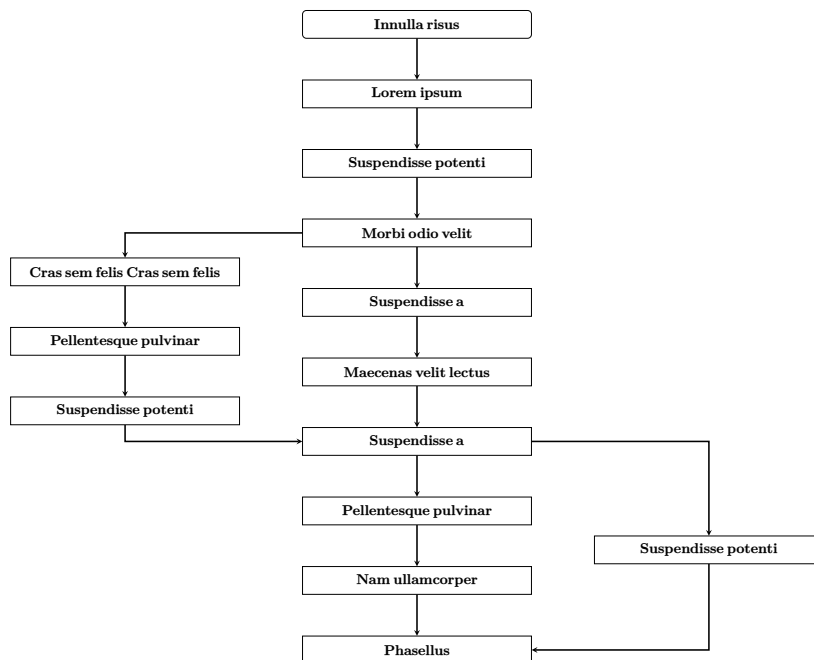 Innulla risus
Lorem ipsum
Suspendisse potenti
Morbi odio velit
Cras sem felis Cras sem felis
Suspendisse a
Pellentesque pulvinar
Maecenas velit lectus
Suspendisse potenti
Suspendisse a
Pellentesque pulvinar
Suspendisse potenti
Nam ullamcorper
Phasellus